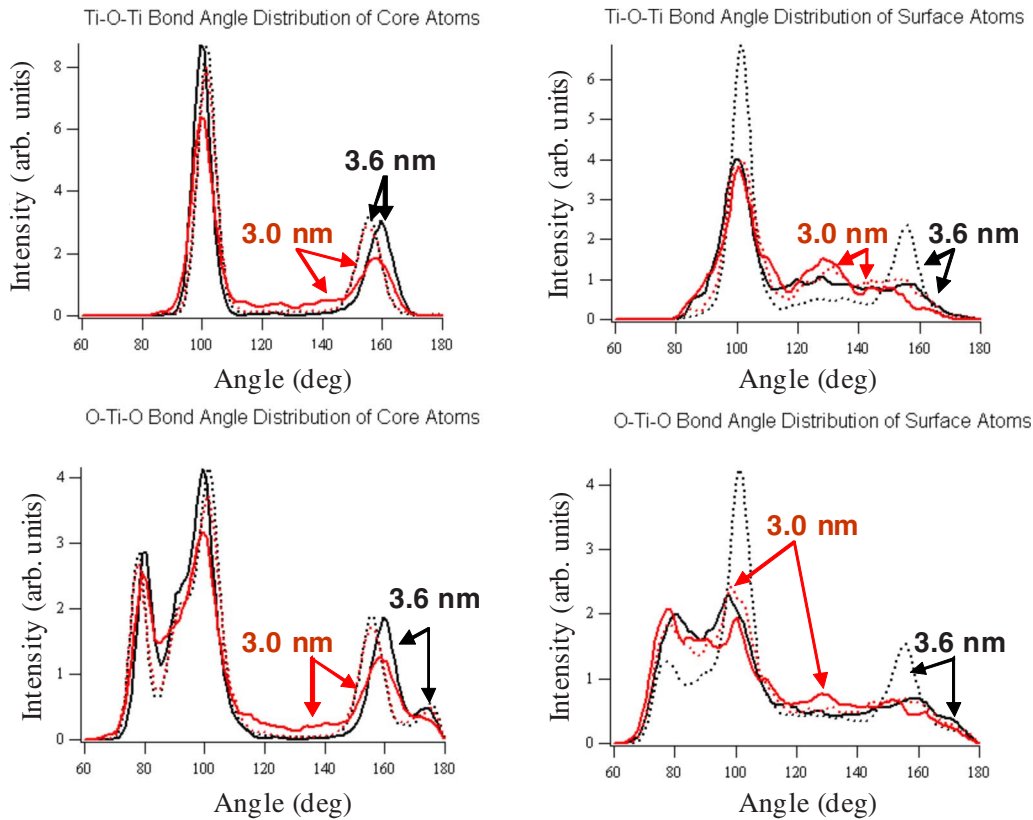 Ti-O-Ti Bond Angle Distribution of Core Atoms
Intensity (arb. units)
8
6
4
2
0
3.6 nm
3.0 nm
60 80 100 120 140 160 180
Angle (deg)
Ti-O-Ti Bond Angle Distribution of Surface Atoms
Intensity (arb. units)
6
5
4
3
2
1
0
3.0 nm
3.6 nm
60 80 100 120 140 160 180
Angle (deg)
O-Ti-O Bond Angle Distribution of Core Atoms
Intensity (arb. units)
4
3
2
1
0
3.6 nm
3.0 nm
60 80 100 120 140 160 180
Angle (deg)
O-Ti-O Bond Angle Distribution of Surface Atoms
Intensity (arb. units)
4
3
2
1
0
3.0 nm
3.6 nm
60 80 100 120 140 160 180
Angle (deg)